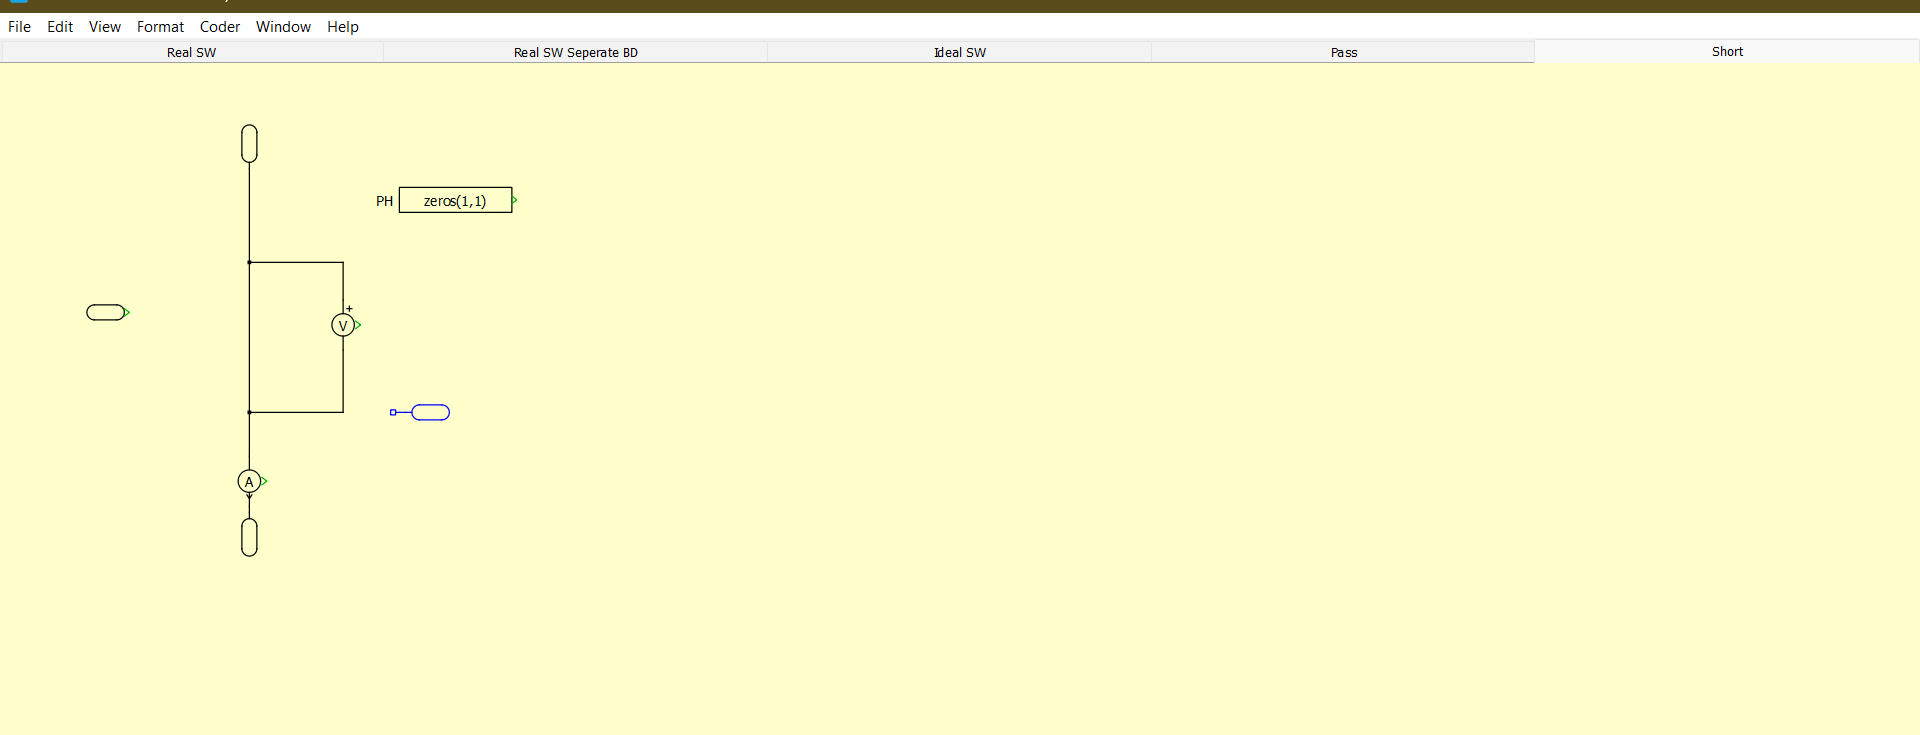 File Edit View Format Coder Window Help
Real SW Real SW Seperate BD Ideal SW Pass Short
PH zeros(1,1)
+
V
A